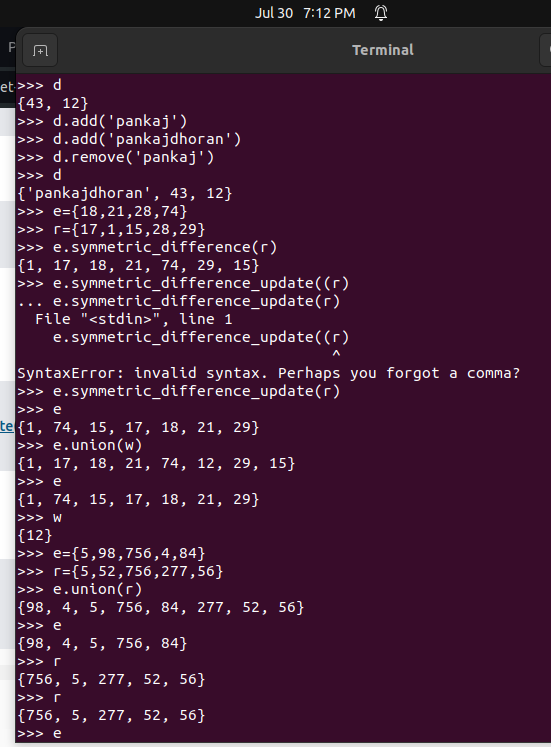 Jul 30 7:12 PM
Terminal
>>> d
{43, 12}
>>> d.add('pankaj')
>>> d.add('pankajdhoran')
>>> d.remove('pankaj')
>>> d
{'pankajdhoran', 43, 12}
>>> e={18,21,28,74}
>>> r={17,1,15,28,29}
>>> e.symmetric_difference(r)
{1, 17, 18, 21, 74, 29, 15}
>>> e.symmetric_difference_update((r)
... e.symmetric_difference_update(r)
  File "<stdin>", line 1
    e.symmetric_difference_update((r)
                                   ^
SyntaxError: invalid syntax. Perhaps you forgot a comma?
>>> e.symmetric_difference_update(r)
>>> e
{1, 74, 15, 17, 18, 21, 29}
>>> e.union(w)
{1, 17, 18, 21, 74, 12, 29, 15}
>>> e
{1, 74, 15, 17, 18, 21, 29}
>>> w
{12}
>>> e={5,98,756,4,84}
>>> r={5,52,756,277,56}
>>> e.union(r)
{98, 4, 5, 756, 84, 277, 52, 56}
>>> e
{98, 4, 5, 756, 84}
>>> r
{756, 5, 277, 52, 56}
>>> r
{756, 5, 277, 52, 56}
>>> e